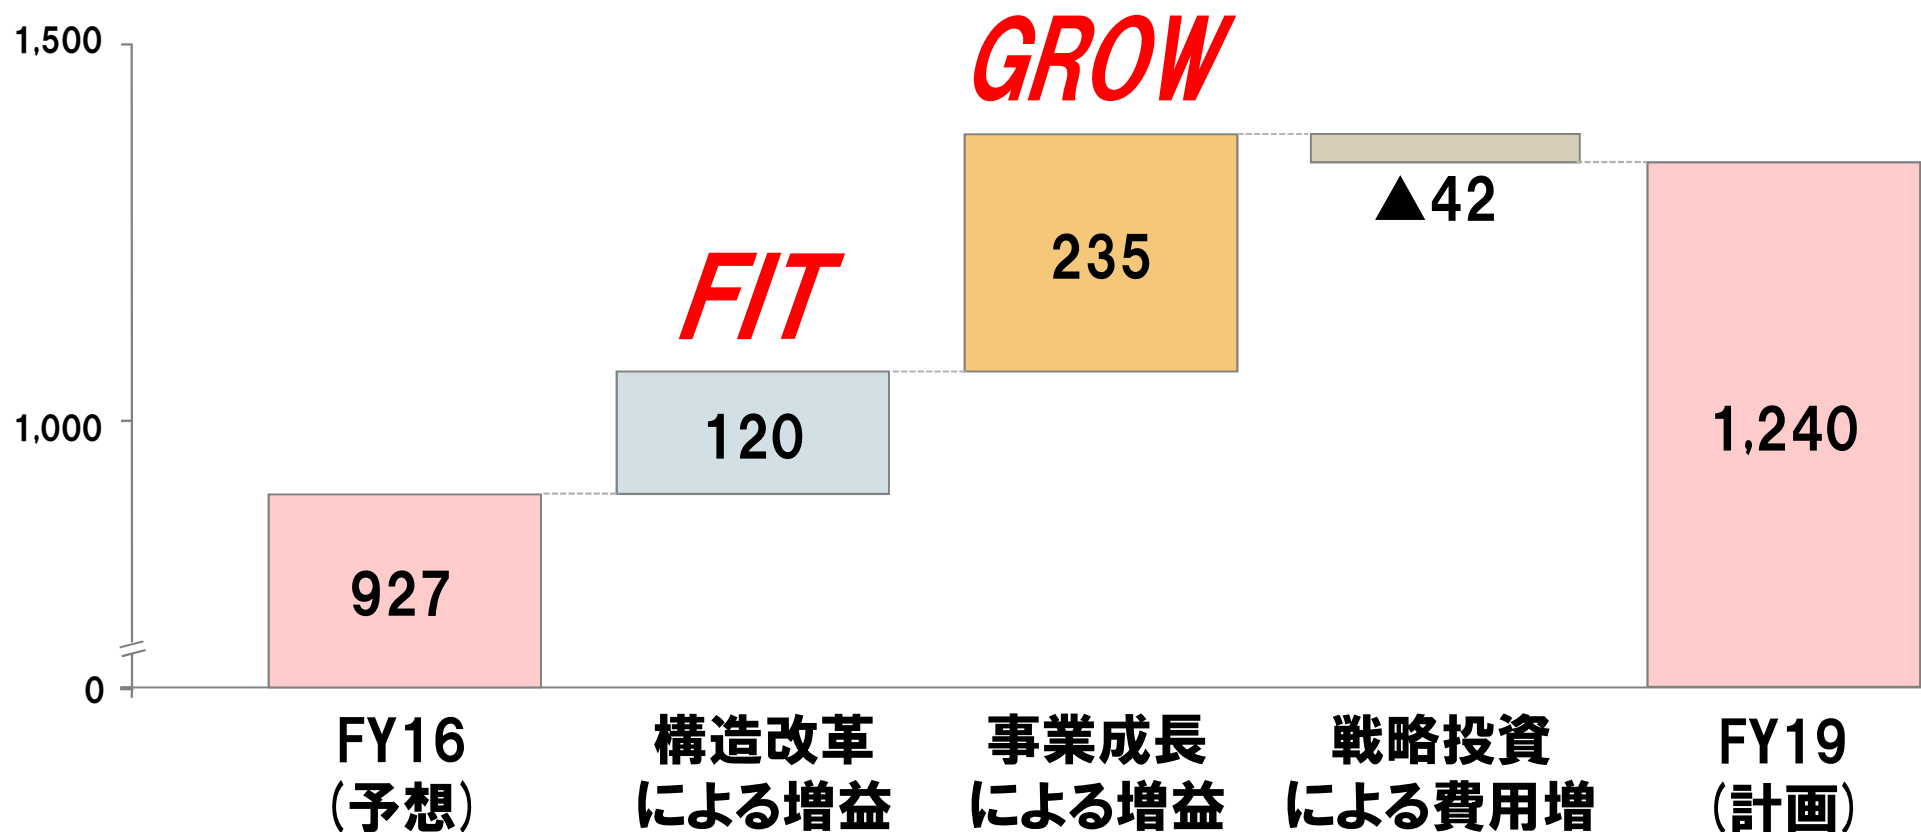 1,500
GROW
▲42
235
FIT
1,000
120
1,240
927
0
FY16
(予想)
構造改革
による増益
事業成長
による増益
戦略投資
による費用増
FY19
(計画)